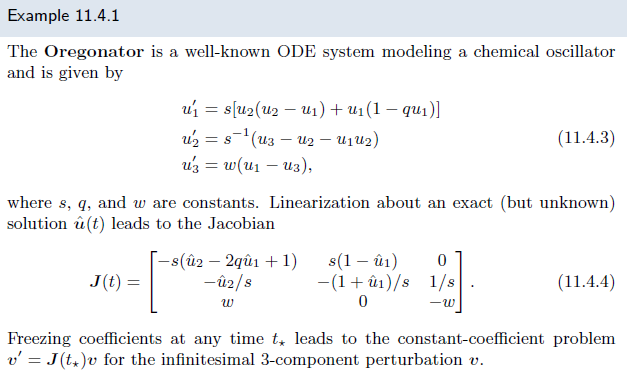 Example 11.4.1
The Oregonator is a well-known ODE system modeling a chemical oscillator
and is given by
u₁′ = s[u₂(u₂ − u₁) + u₁(1 − qu₁)]
u₂′ = s⁻¹(u₃ − u₂ − u₁u₂) (11.4.3)
u₃′ = w(u₁ − u₃),
where s, q, and w are constants. Linearization about an exact (but unknown)
solution û(t) leads to the Jacobian
J(t) = [−s(û₂ − 2qû₁ + 1) s(1 − û₁) 0
−û₂/s −(1 + û₁)/s 1/s
w 0 −w] . (11.4.4)
Freezing coefficients at any time t⋆ leads to the constant-coefficient problem
v′ = J(t⋆)v for the infinitesimal 3-component perturbation v.